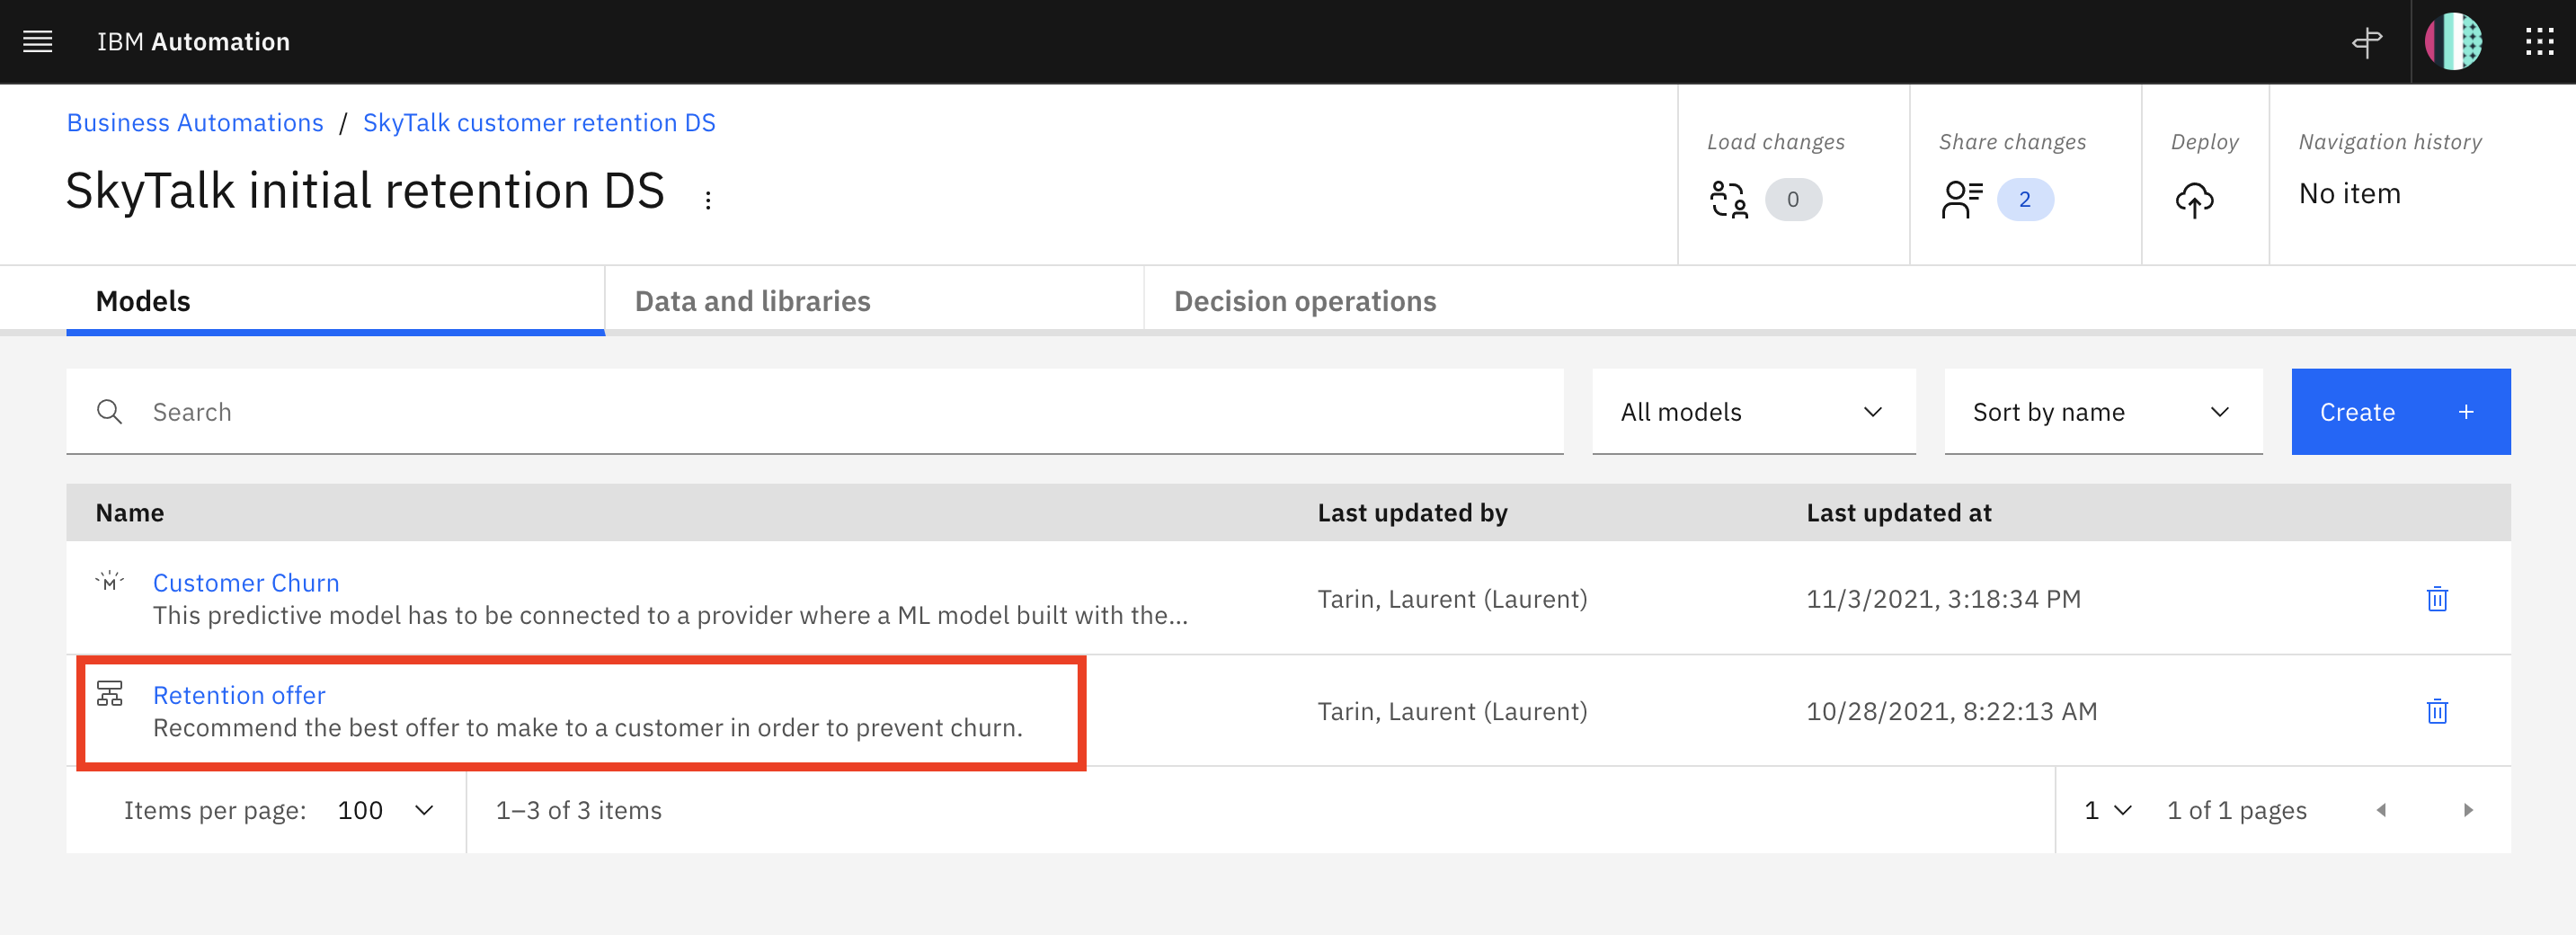 IBM Automation
Business Automations / SkyTalk customer retention DS
SkyTalk initial retention DS
Load changes
0
Share changes
2
Deploy
Navigation history
No item
Models
Data and libraries
Decision operations
Search
All models
Sort by name
Create +
Name
Last updated by
Last updated at
M
Customer Churn
This predictive model has to be connected to a provider where a ML model built with the...
Tarin, Laurent (Laurent)
11/3/2021, 3:18:34 PM
Retention offer
Recommend the best offer to make to a customer in order to prevent churn.
Tarin, Laurent (Laurent)
10/28/2021, 8:22:13 AM
Items per page: 100
1–3 of 3 items
1
1 of 1 pages